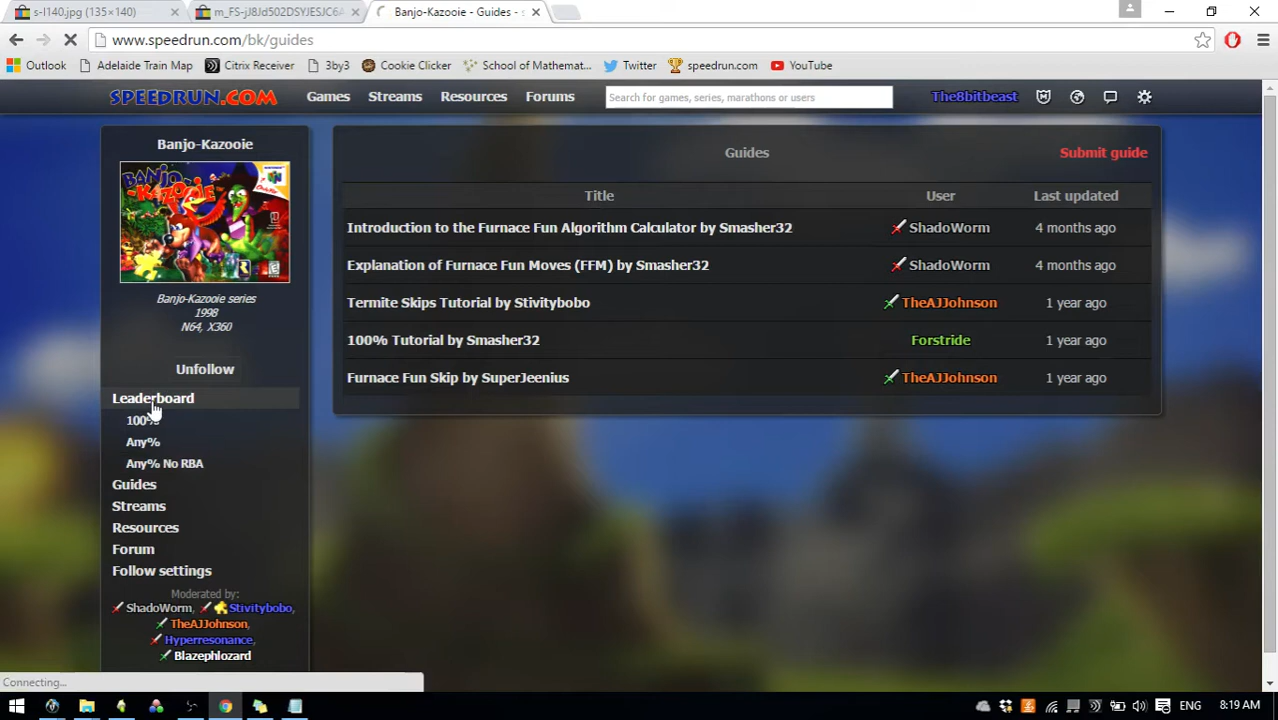 s-l140.jpg (135×140)
m_FS-jJ8Jd502DSYJESJC6A
Banjo-Kazooie - Guides - s
www.speedrun.com/bk/guides
Outlook
Adelaide Train Map
Citrix Receiver
3by3
Cookie Clicker
School of Mathemat...
Twitter
speedrun.com
YouTube
SPEEDRUN.COM
Games
Streams
Resources
Forums
Search for games, series, marathons or users
The8bitbeast
Banjo-Kazooie
BANJO-KAZOOIE
Banjo-Kazooie series
1998
N64, X360
Unfollow
Leaderboard
100%
Any%
Any% No RBA
Guides
Streams
Resources
Forum
Follow settings
Moderated by:
ShadoWorm, Stivitybobo,
TheAJJohnson,
Hyperresonance,
Blazephlozard
Guides
Submit guide
Title
User
Last updated
Introduction to the Furnace Fun Algorithm Calculator by Smasher32
ShadoWorm
4 months ago
Explanation of Furnace Fun Moves (FFM) by Smasher32
ShadoWorm
4 months ago
Termite Skips Tutorial by Stivitybobo
TheAJJohnson
1 year ago
100% Tutorial by Smasher32
Forstride
1 year ago
Furnace Fun Skip by SuperJeenius
TheAJJohnson
1 year ago
Connecting...
ENG
8:19 AM